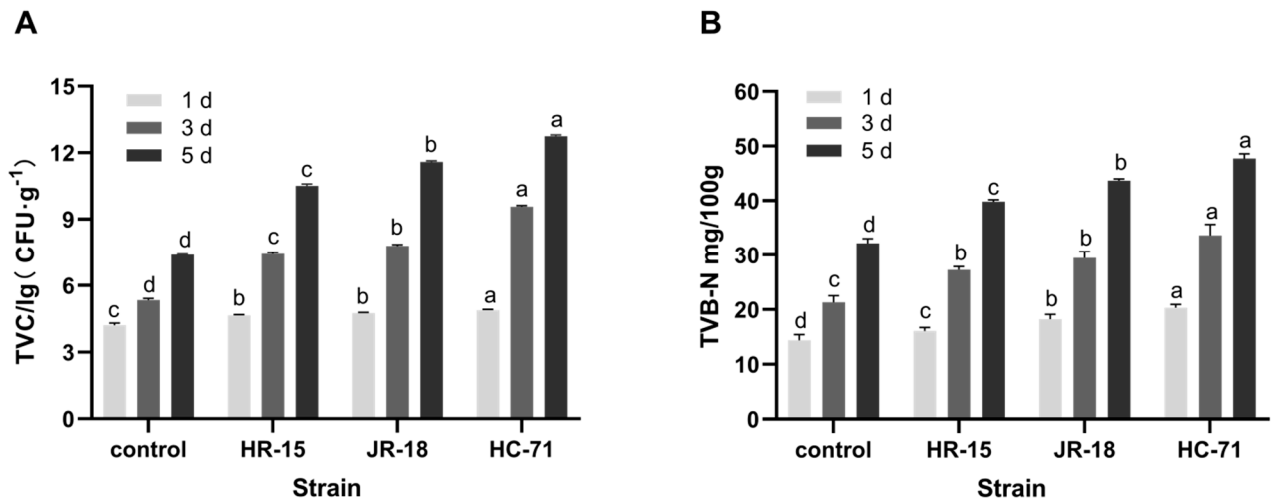 A
TVC/lg( CFU·g⁻¹)
15
12
9
6
3
0
1 d
3 d
5 d
c
d
d
b
c
c
b
b
b
a
a
a
control
HR-15
JR-18
HC-71
Strain
B
TVB-N mg/100g
60
50
40
30
20
10
0
1 d
3 d
5 d
d
c
d
c
b
c
b
b
b
a
a
a
control
HR-15
JR-18
HC-71
Strain